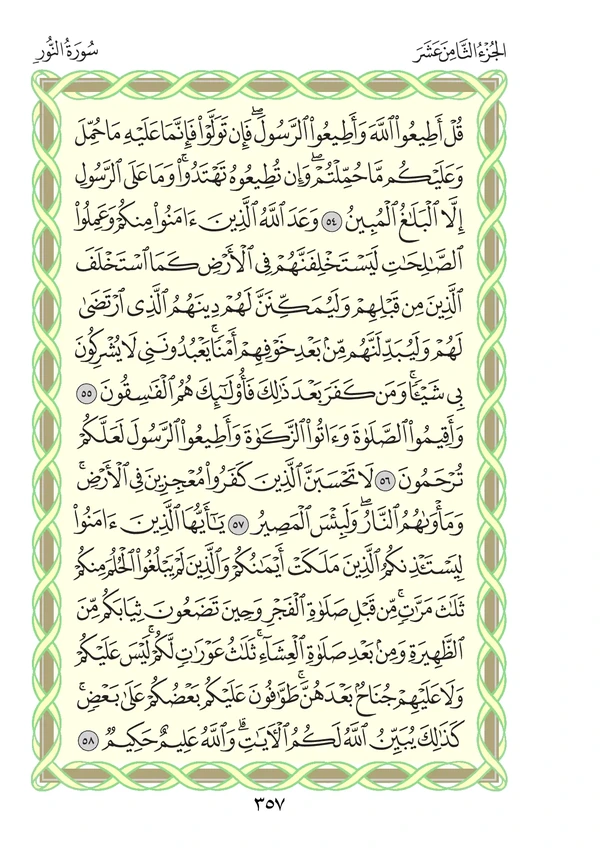 الجُزْءُ الثَّامِنَ عَشَرَ
سُورَةُ النُّورِ
قُلۡ أَطِيعُواْ ٱللَّهَ وَأَطِيعُواْ ٱلرَّسُولَۖ فَإِن تَوَلَّوۡاْ فَإِنَّمَا عَلَيۡهِ مَا حُمِّلَ
وَعَلَيۡكُم مَّا حُمِّلۡتُمۡۖ وَإِن تُطِيعُوهُ تَهۡتَدُواْۚ وَمَا عَلَى ٱلرَّسُولِ
إِلَّا ٱلۡبَلَٰغُ ٱلۡمُبِينُ ٥٤ وَعَدَ ٱللَّهُ ٱلَّذِينَ ءَامَنُواْ مِنكُمۡ وَعَمِلُواْ
ٱلصَّٰلِحَٰتِ لَيَسۡتَخۡلِفَنَّهُمۡ فِي ٱلۡأَرۡضِ كَمَا ٱسۡتَخۡلَفَ
ٱلَّذِينَ مِن قَبۡلِهِمۡ وَلَيُمَكِّنَنَّ لَهُمۡ دِينَهُمُ ٱلَّذِي ٱرۡتَضَىٰ
لَهُمۡ وَلَيُبَدِّلَنَّهُم مِّنۢ بَعۡدِ خَوۡفِهِمۡ أَمۡنٗاۚ يَعۡبُدُونَنِي لَا يُشۡرِكُونَ
بِي شَيۡـٔٗاۚ وَمَن كَفَرَ بَعۡدَ ذَٰلِكَ فَأُوْلَٰٓئِكَ هُمُ ٱلۡفَٰسِقُونَ ٥٥
وَأَقِيمُواْ ٱلصَّلَوٰةَ وَءَاتُواْ ٱلزَّكَوٰةَ وَأَطِيعُواْ ٱلرَّسُولَ لَعَلَّكُمۡ
تُرۡحَمُونَ ٥٦ لَا تَحۡسَبَنَّ ٱلَّذِينَ كَفَرُواْ مُعۡجِزِينَ فِي ٱلۡأَرۡضِۚ
وَمَأۡوَىٰهُمُ ٱلنَّارُۖ وَلَبِئۡسَ ٱلۡمَصِيرُ ٥٧ يَٰٓأَيُّهَا ٱلَّذِينَ ءَامَنُواْ
لِيَسۡتَـٔۡذِنكُمُ ٱلَّذِينَ مَلَكَتۡ أَيۡمَٰنُكُمۡ وَٱلَّذِينَ لَمۡ يَبۡلُغُواْ ٱلۡحُلُمَ مِنكُمۡ
ثَلَٰثَ مَرَّٰتٖۚ مِّن قَبۡلِ صَلَوٰةِ ٱلۡفَجۡرِ وَحِينَ تَضَعُونَ ثِيَابَكُم مِّنَ
ٱلظَّهِيرَةِ وَمِنۢ بَعۡدِ صَلَوٰةِ ٱلۡعِشَآءِۚ ثَلَٰثُ عَوۡرَٰتٖ لَّكُمۡۚ لَيۡسَ عَلَيۡكُمۡ
وَلَا عَلَيۡهِمۡ جُنَاحُۢ بَعۡدَهُنَّۚ طَوَّٰفُونَ عَلَيۡكُم بَعۡضُكُمۡ عَلَىٰ بَعۡضٖۚ
كَذَٰلِكَ يُبَيِّنُ ٱللَّهُ لَكُمُ ٱلۡأٓيَٰتِۗ وَٱللَّهُ عَلِيمٌ حَكِيمٞ ٥٨
٣٥٧